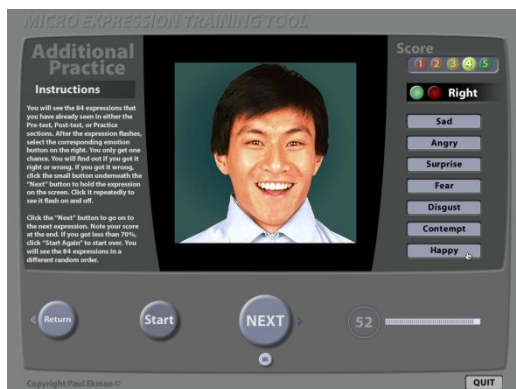 MICRO EXPRESSION TRAINING TOOL
Additional
Practice
Instructions
You will see the 84 expressions that
you have already seen in either the
Pre-test, Post-test, or Practice
sections. After the expression flashes,
select the corresponding emotion
button on the right. You only get one
chance. You will find out if you got it
right or wrong. If you got it wrong,
click the small button underneath the
"Next" button to hold the expression
on the screen. Click it repeatedly to
see it flash on and off.
Click the "Next" button to go on to
the next expression. Note your score
at the end. If you got less than 70%,
click "Start Again" to start over. You
will see the 84 expressions in a
different random order.
Score
1 2 3 4 5
Right
Sad
Angry
Surprise
Fear
Disgust
Contempt
Happy
Return
Start
NEXT
52
Copyright Paul Ekman ©
QUIT